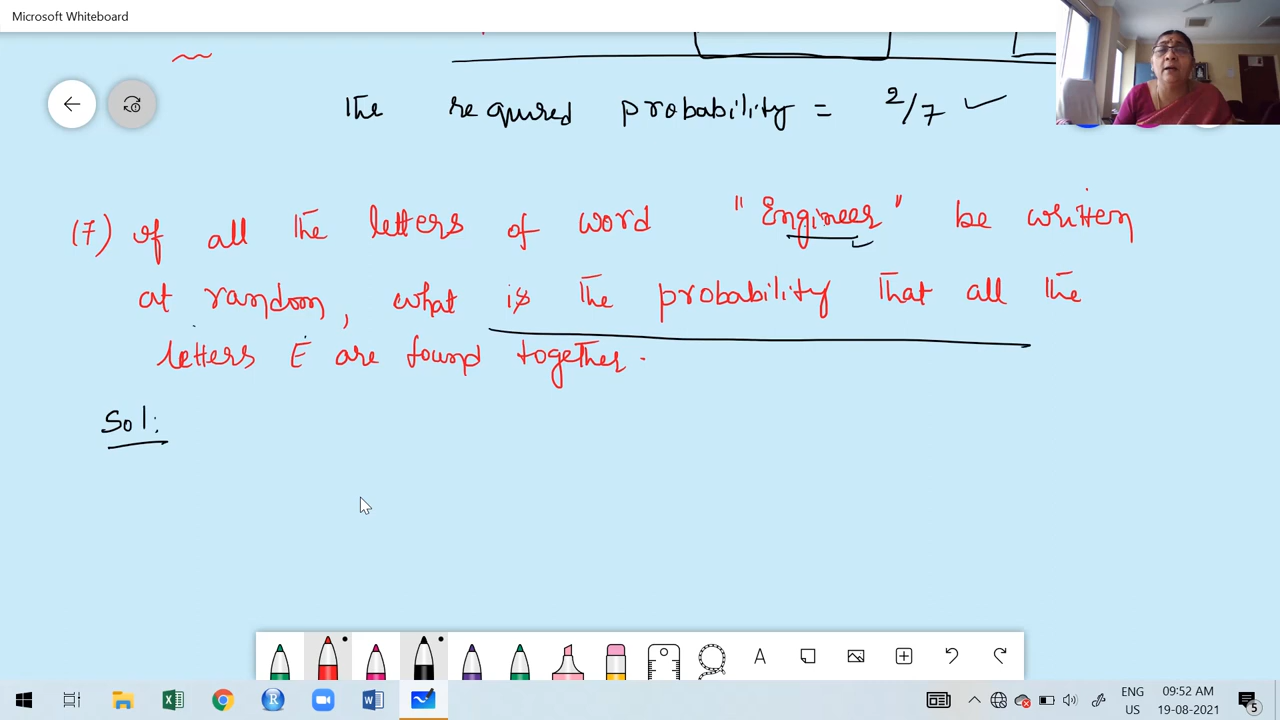 Microsoft Whiteboard
The required probability = 2/7
(7) If all the letters of word "Engineer" be written
at random, what is the probability that all the
letters E are found together.
Sol:
A
ENG
US
09:52 AM
19-08-2021
5